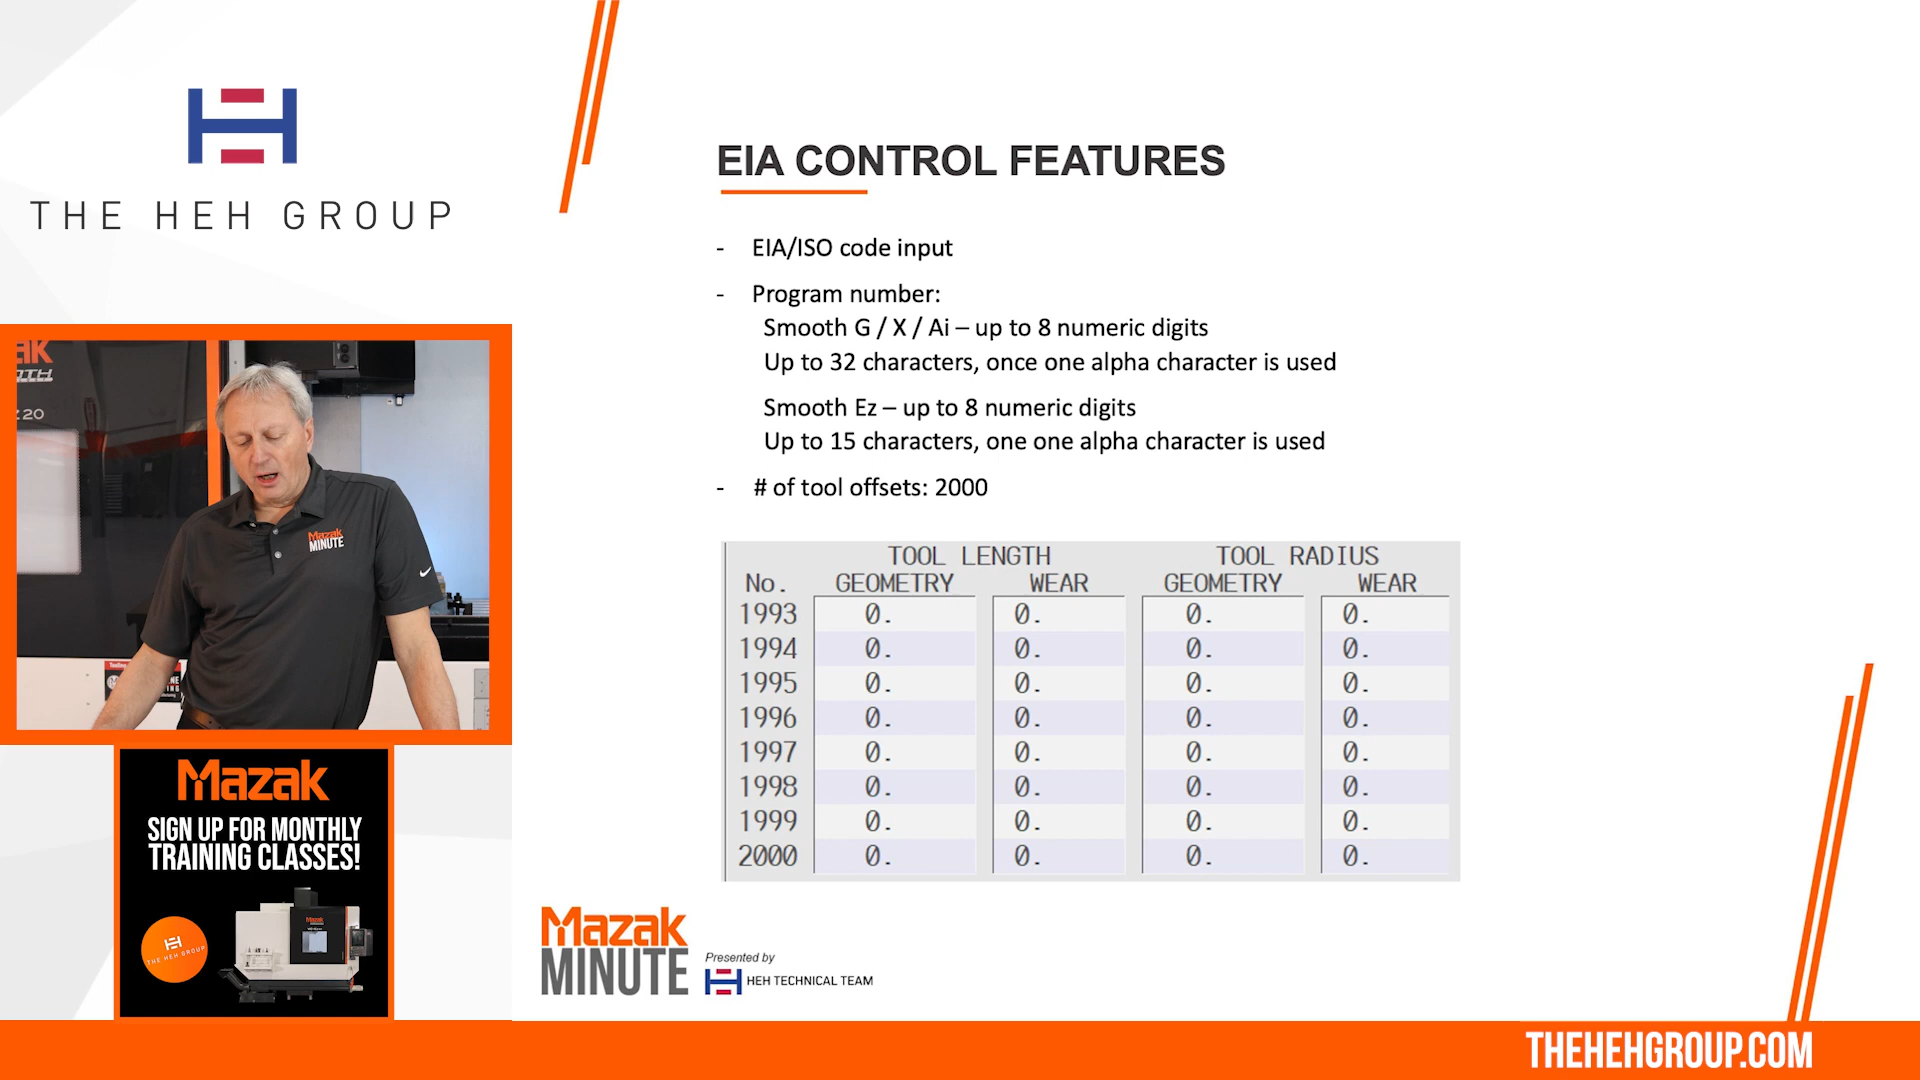 THE HEH GROUP
EIA CONTROL FEATURES
- EIA/ISO code input
- Program number:
Smooth G / X / Ai – up to 8 numeric digits
Up to 32 characters, once one alpha character is used
Smooth Ez – up to 8 numeric digits
Up to 15 characters, one one alpha character is used
- # of tool offsets: 2000
TOOL LENGTH TOOL RADIUS
No. GEOMETRY WEAR GEOMETRY WEAR
1993 0. 0. 0. 0.
1994 0. 0. 0. 0.
1995 0. 0. 0. 0.
1996 0. 0. 0. 0.
1997 0. 0. 0. 0.
1998 0. 0. 0. 0.
1999 0. 0. 0. 0.
2000 0. 0. 0. 0.
20
Mazak
MINUTE
Mazak
SIGN UP FOR MONTHLY
TRAINING CLASSES!
THE HEH GROUP
Mazak
Mazak
MINUTE
Presented by
HEH TECHNICAL TEAM
THEHEHGROUP.COM